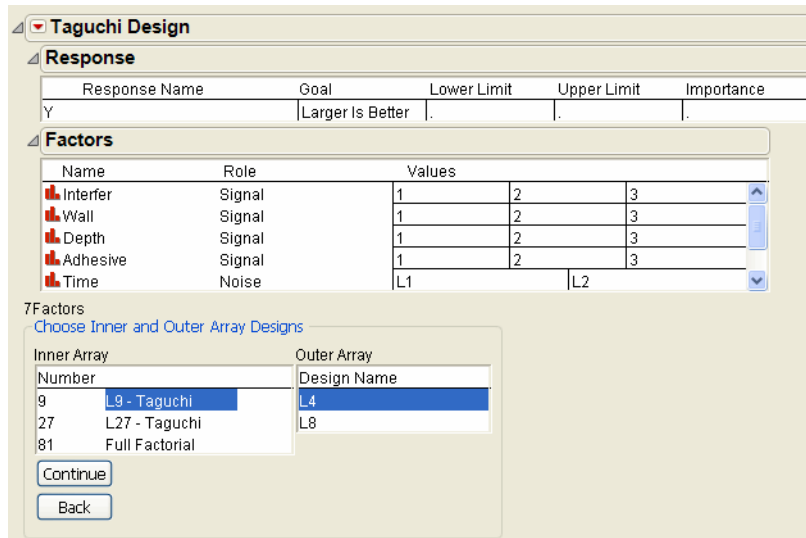 Taguchi Design
Response
Response Name Goal Lower Limit Upper Limit Importance
Y Larger Is Better . . .
Factors
Name Role Values
Interfer Signal 1 2 3
Wall Signal 1 2 3
Depth Signal 1 2 3
Adhesive Signal 1 2 3
Time Noise L1 L2
7Factors
Choose Inner and Outer Array Designs
Inner Array Outer Array
Number Design Name
9 L9 - Taguchi L4
27 L27 - Taguchi L8
81 Full Factorial
Continue
Back